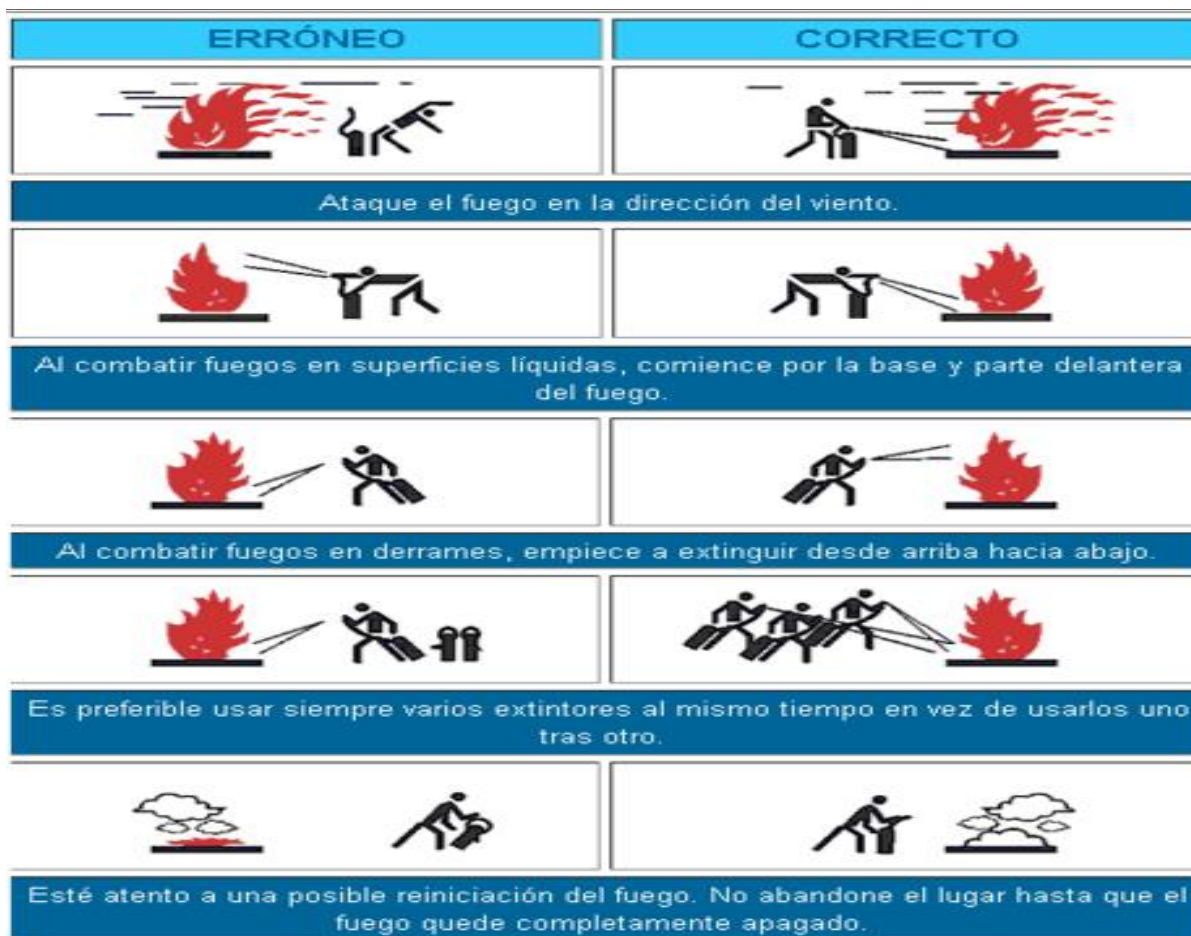 ERRÓNEO
CORRECTO
Ataque el fuego en la dirección del viento.
Al combatir fuegos en superficies líquidas, comience por la base y parte delantera
del fuego.
Al combatir fuegos en derrames, empiece a extinguir desde arriba hacia abajo.
Es preferible usar siempre varios extintores al mismo tiempo en vez de usarlos uno
tras otro.
Esté atento a una posible reiniciación del fuego. No abandone el lugar hasta que el
fuego quede completamente apagado.